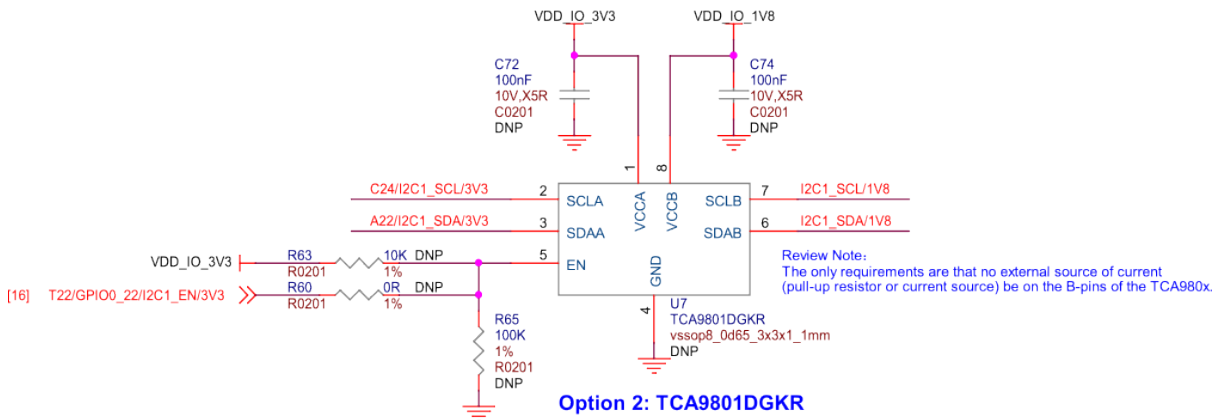 VDD_IO_3V3
VDD_IO_1V8
C72
100nF
10V,X5R
C0201
DNP
C74
100nF
10V,X5R
C0201
DNP
1
8
C24/I2C1_SCL/3V3
2
SCLA
VCCA
VCCB
SCLB
7
I2C1_SCL/1V8
A22/I2C1_SDA/3V3
3
SDAA
SDAB
6
I2C1_SDA/1V8
VDD_IO_3V3
R63
10K
DNP
R0201
1%
5
EN
GND
[16]
T22/GPIO0_22/I2C1_EN/3V3
R60
0R
DNP
R0201
1%
Review Note:
The only requirements are that no external source of current
(pull-up resistor or current source) be on the B-pins of the TCA980x.
4
U7
TCA9801DGKR
vssop8_0d65_3x3x1_1mm
DNP
R65
100K
1%
R0201
DNP
Option 2: TCA9801DGKR